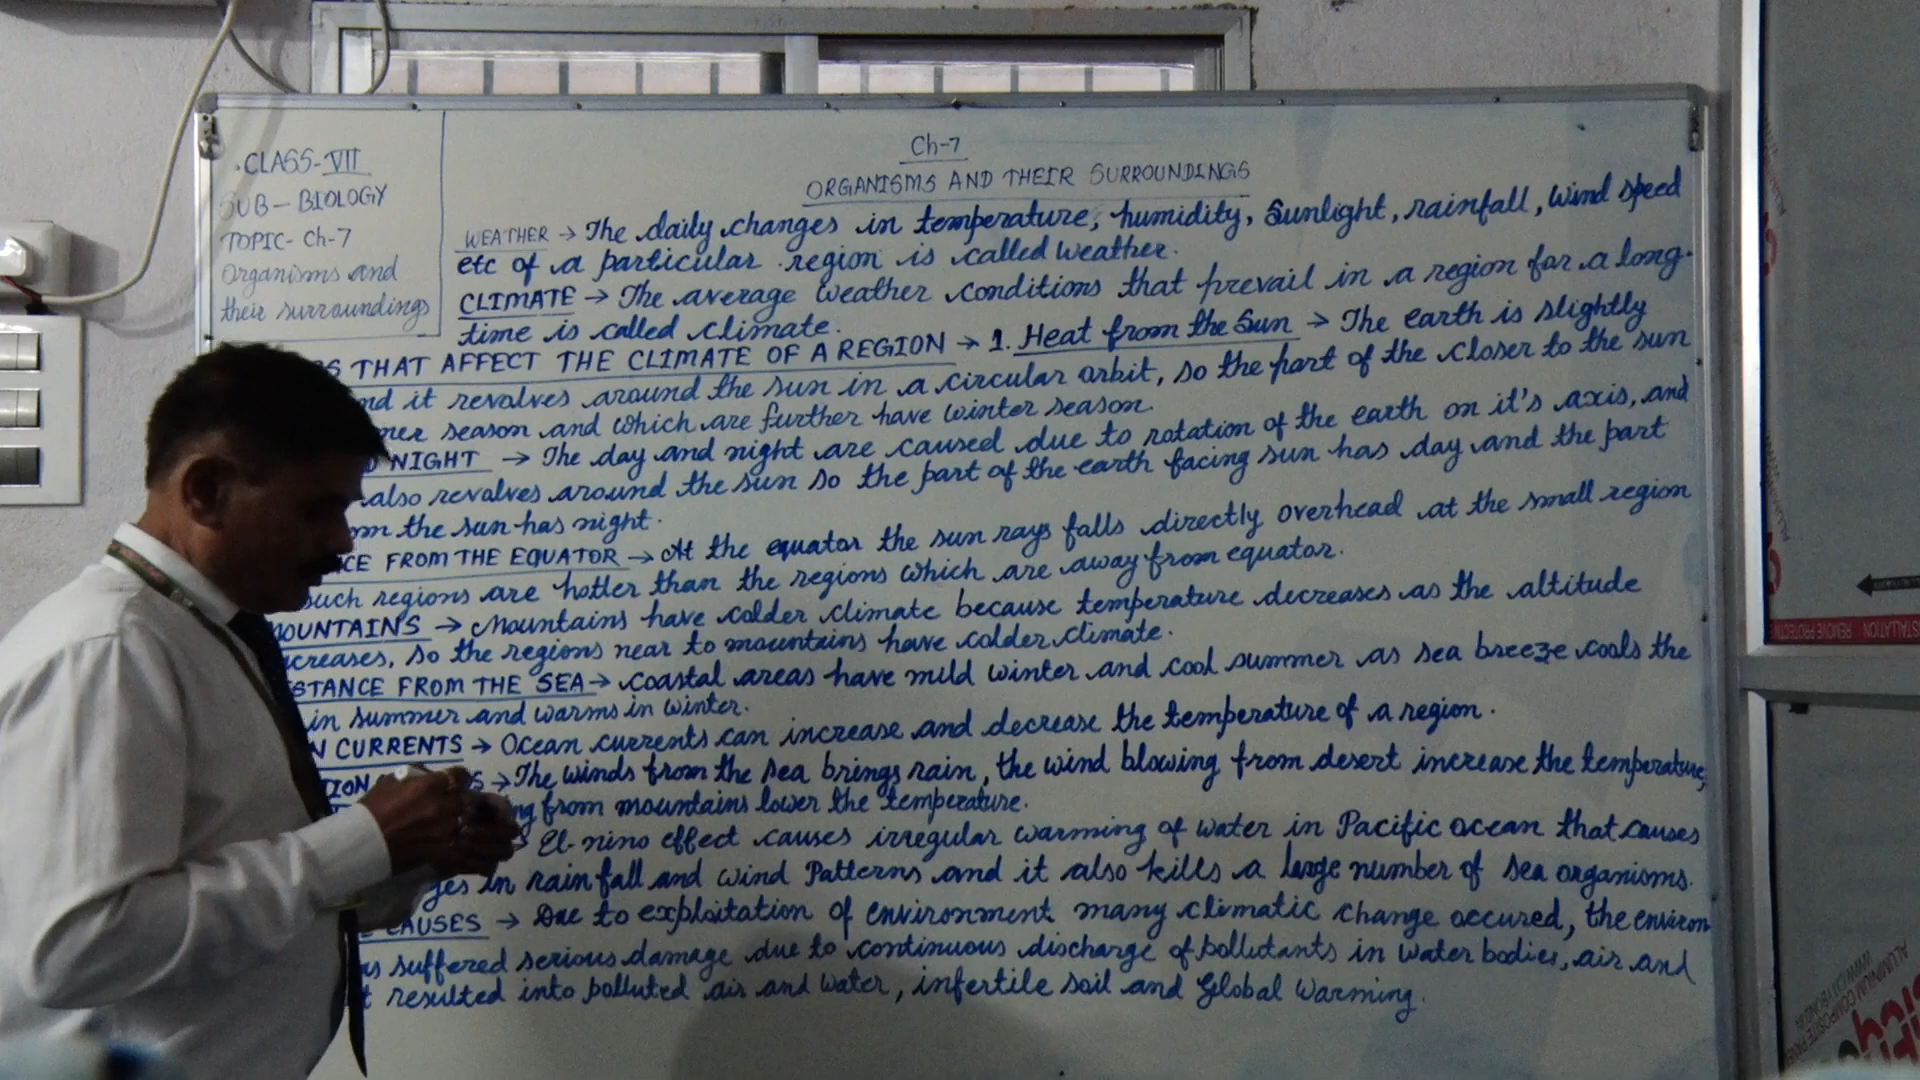 CLASS-VII
SUB - BIOLOGY
TOPIC- Ch-7
Organisms and
their surroundings
Ch-7
ORGANISMS AND THEIR SURROUNDINGS
WEATHER → The daily changes in temperature, humidity, Sunlight, rainfall, Wind speed
etc of a particular region is called weather.
CLIMATE → The average weather conditions that prevail in a region for a long
time is called climate.
THAT AFFECT THE CLIMATE OF A REGION → 1. Heat from the Sun → The earth is slightly
it revolves around the sun in a circular orbit, so the part of the closer to the sun
season and which are further have winter season.
NIGHT → The day and night are caused due to rotation of the earth on it's axis, and
also revolves around the sun so the part of the earth facing sun has day and the part
the sun has night.
FROM THE EQUATOR → At the equator the sun rays falls directly overhead at the small region
such regions are hotter than the regions which are away from equator.
MOUNTAINS → Mountains have colder climate because temperature decreases as the altitude
creases, so the regions near to mountains have colder climate.
STANCE FROM THE SEA → Coastal areas have mild winter and cool summer as sea breeze cools the
in summer and warms in winter.
N CURRENTS → Ocean currents can increase and decrease the temperature of a region.
TION → The winds from the sea brings rain, the wind blowing from desert increase the temperature,
from mountains lower the temperature.
El-nino effect causes irregular warming of water in Pacific ocean that causes
ges in rainfall and wind Patterns and it also kills a large number of sea organisms.
CAUSES → Due to exploitation of environment many climatic change occured, the environ
suffered serious damage due to continuous discharge of pollutants in water bodies, air and
resulted into polluted air and water, infertile soil and Global Warming.